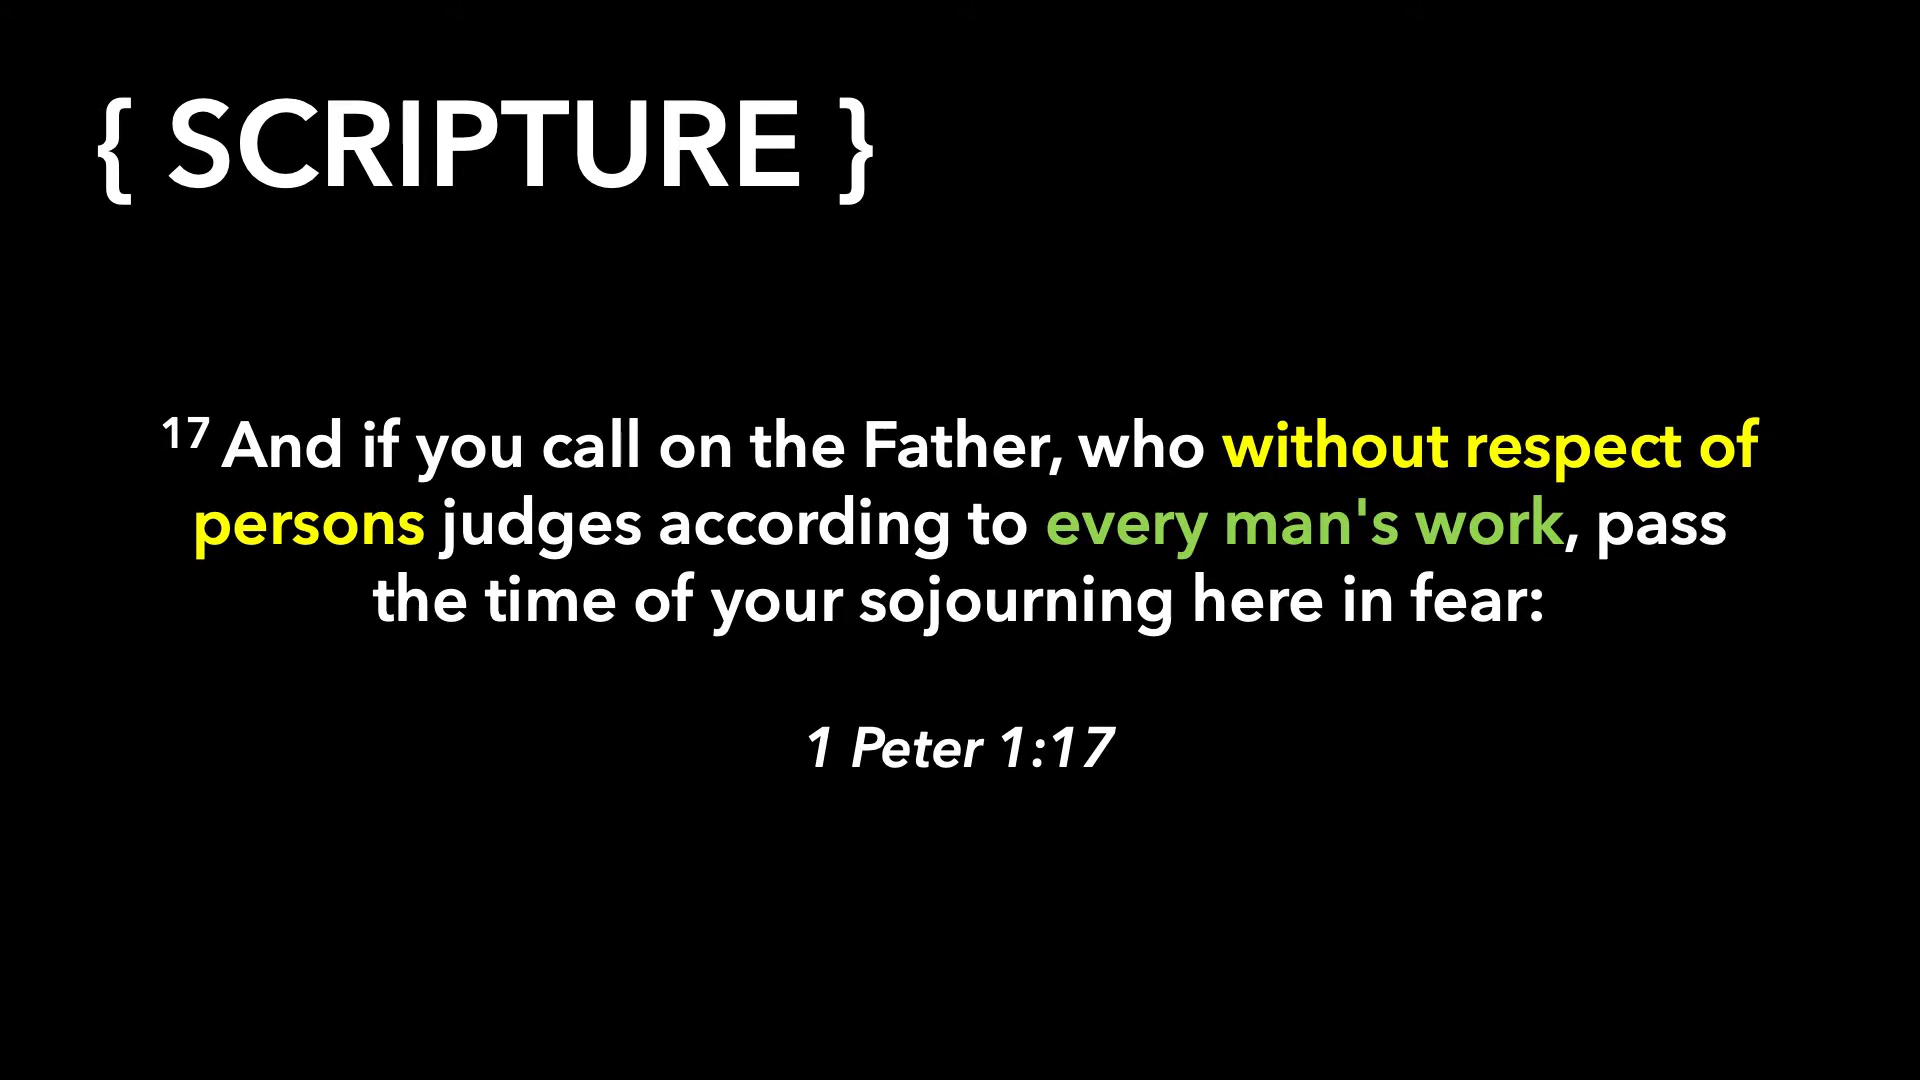 { SCRIPTURE }
17 And if you call on the Father, who without respect of
persons judges according to every man's work, pass
the time of your sojourning here in fear:
1 Peter 1:17